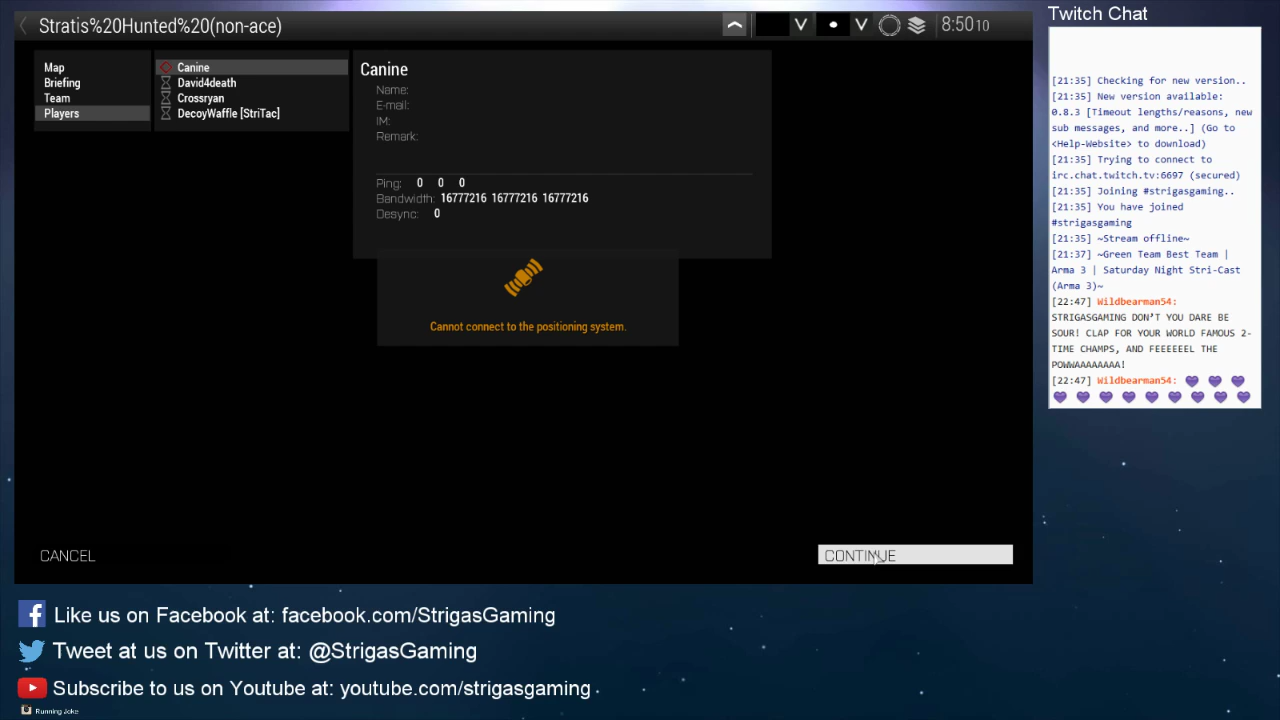 Stratis%20Hunted%20(non-ace)
8:50 10
Map
Briefing
Team
Players
Canine
David4death
Crossryan
DecoyWaffle [StriTac]
Canine
Name:
E-mail:
IM:
Remark:
Ping: 0 0 0
Bandwidth: 16777216 16777216 16777216
Desync: 0
Cannot connect to the positioning system.
CANCEL
CONTINUE
Twitch Chat
[21:35] Checking for new version..
[21:35] New version available:
0.8.3 [Timeout lengths/reasons, new
sub messages, and more..] (Go to
<Help-Website> to download)
[21:35] Trying to connect to
irc.chat.twitch.tv:6697 (secured)
[21:35] Joining #strigasgaming..
[21:35] You have joined
#strigasgaming
[21:35] ~Stream offline~
[21:37] ~Green Team Best Team |
Arma 3 | Saturday Night Stri-Cast
(Arma 3)~
[22:47] Wildbearman54:
STRIGASGAMING DON'T YOU DARE BE
SOUR! CLAP FOR YOUR WORLD FAMOUS 2-
TIME CHAMPS, AND FEEEEEEL THE
POWWAAAAAAAA!
[22:47] Wildbearman54:
Like us on Facebook at: facebook.com/StrigasGaming
Tweet at us on Twitter at: @StrigasGaming
Subscribe to us on Youtube at: youtube.com/strigasgaming
Running Joke